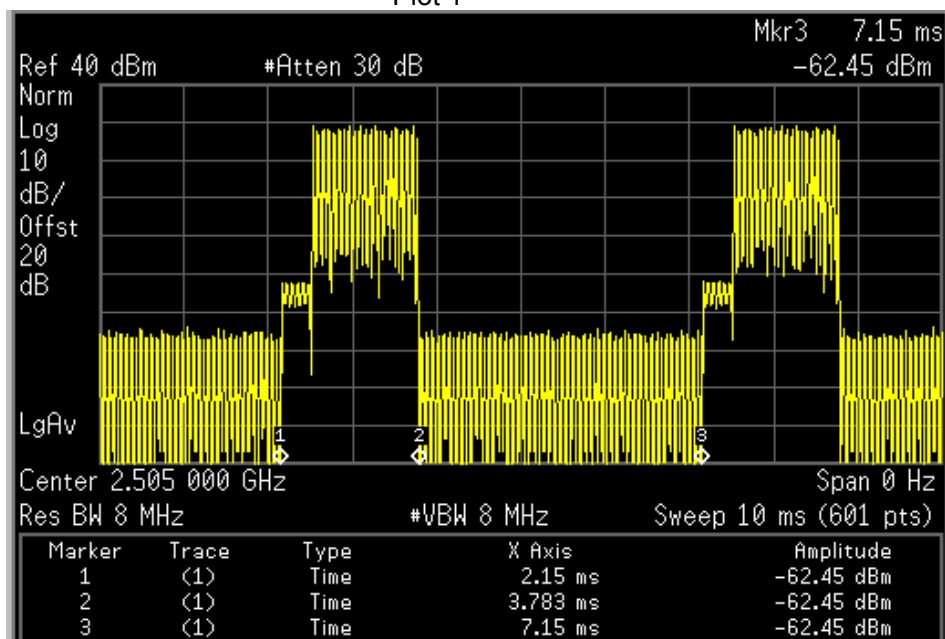 Mkr3 7.15 ms
Ref 40 dBm #Atten 30 dB -62.45 dBm
Norm
Log
10
dB/
Offst
20
dB
LgAv
1 2 3
Center 2.505 000 GHz Span 0 Hz
Res BW 8 MHz #VBW 8 MHz Sweep 10 ms (601 pts)
Marker Trace Type X Axis Amplitude
1 (1) Time 2.15 ms -62.45 dBm
2 (1) Time 3.783 ms -62.45 dBm
3 (1) Time 7.15 ms -62.45 dBm